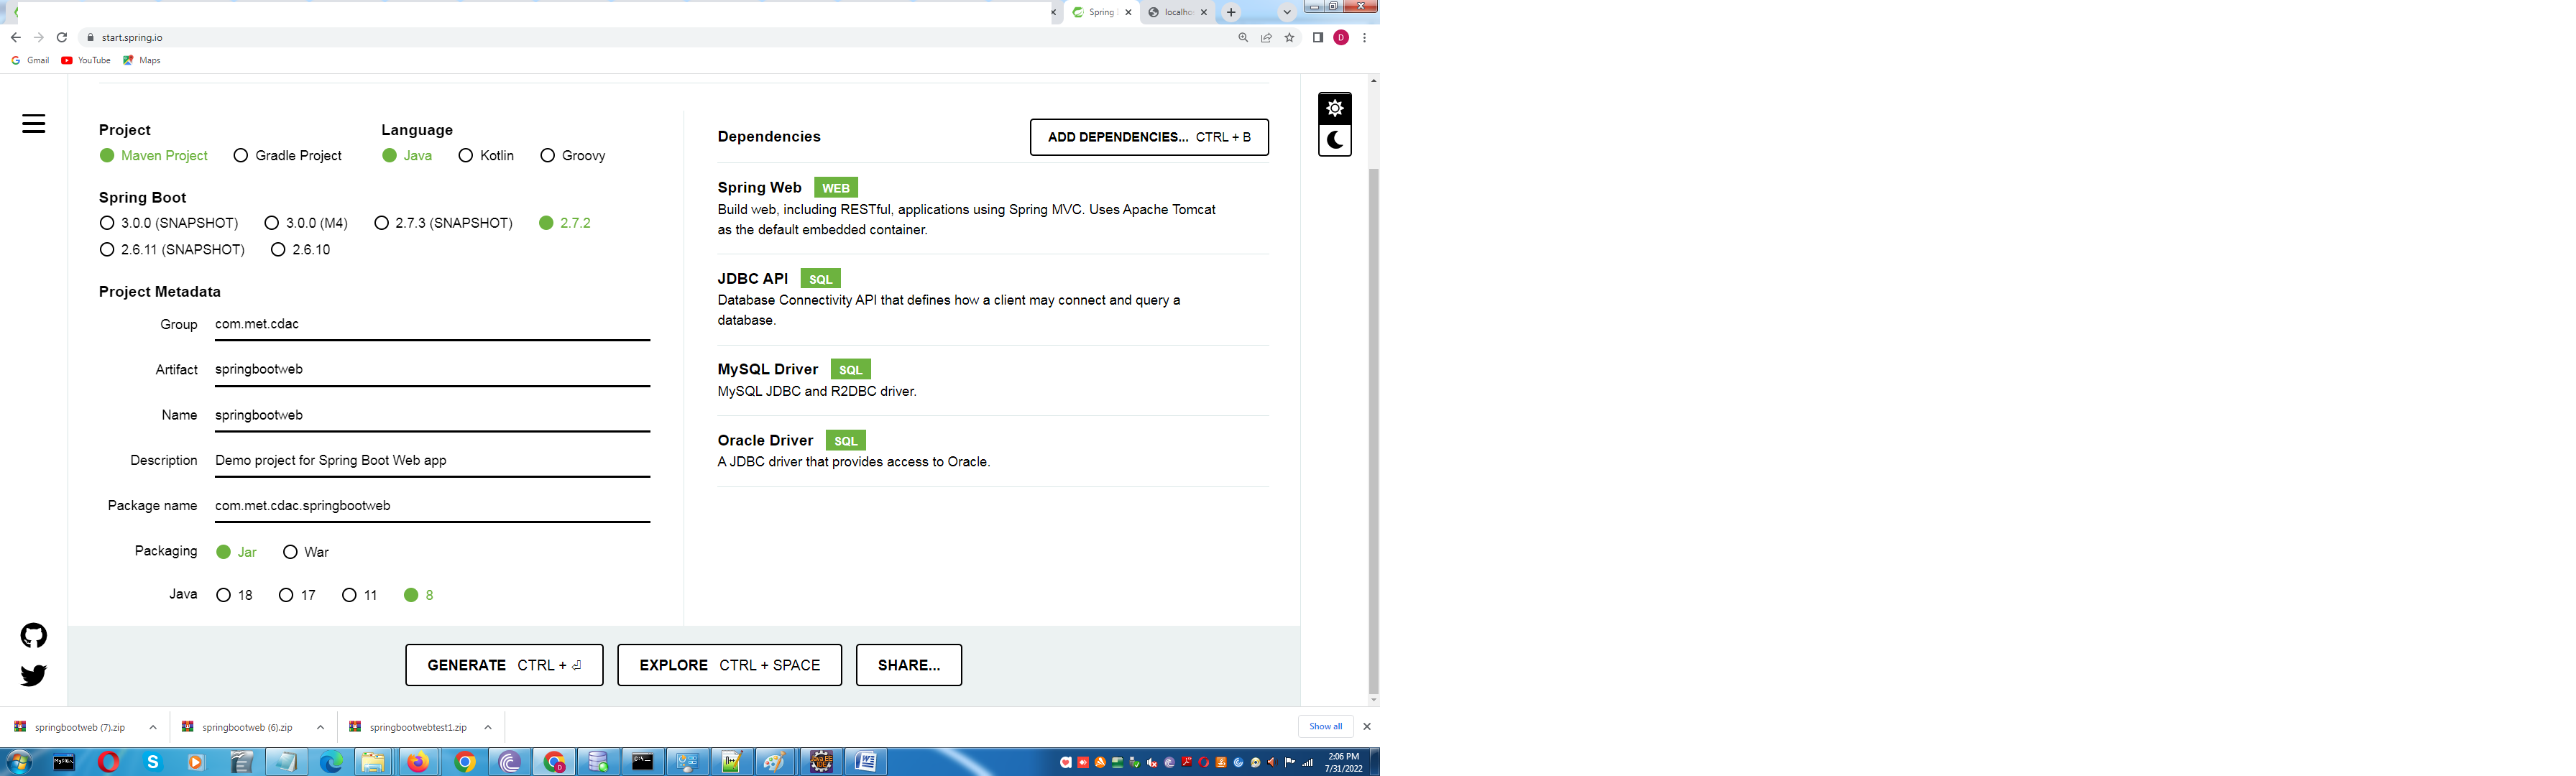 Spring
localho
start.spring.io
Gmail YouTube Maps
Project Language
Maven Project Gradle Project Java Kotlin Groovy
Spring Boot
3.0.0 (SNAPSHOT) 3.0.0 (M4) 2.7.3 (SNAPSHOT) 2.7.2
2.6.11 (SNAPSHOT) 2.6.10
Project Metadata
Group com.met.cdac
Artifact springbootweb
Name springbootweb
Description Demo project for Spring Boot Web app
Package name com.met.cdac.springbootweb
Packaging Jar War
Java 18 17 11 8
Dependencies ADD DEPENDENCIES... CTRL + B
Spring Web WEB
Build web, including RESTful, applications using Spring MVC. Uses Apache Tomcat
as the default embedded container.
JDBC API SQL
Database Connectivity API that defines how a client may connect and query a
database.
MySQL Driver SQL
MySQL JDBC and R2DBC driver.
Oracle Driver SQL
A JDBC driver that provides access to Oracle.
GENERATE CTRL + ⏎ EXPLORE CTRL + SPACE SHARE...
springbootweb (7).zip springbootweb (6).zip springbootwebtest1.zip Show all
2:06 PM
7/31/2022